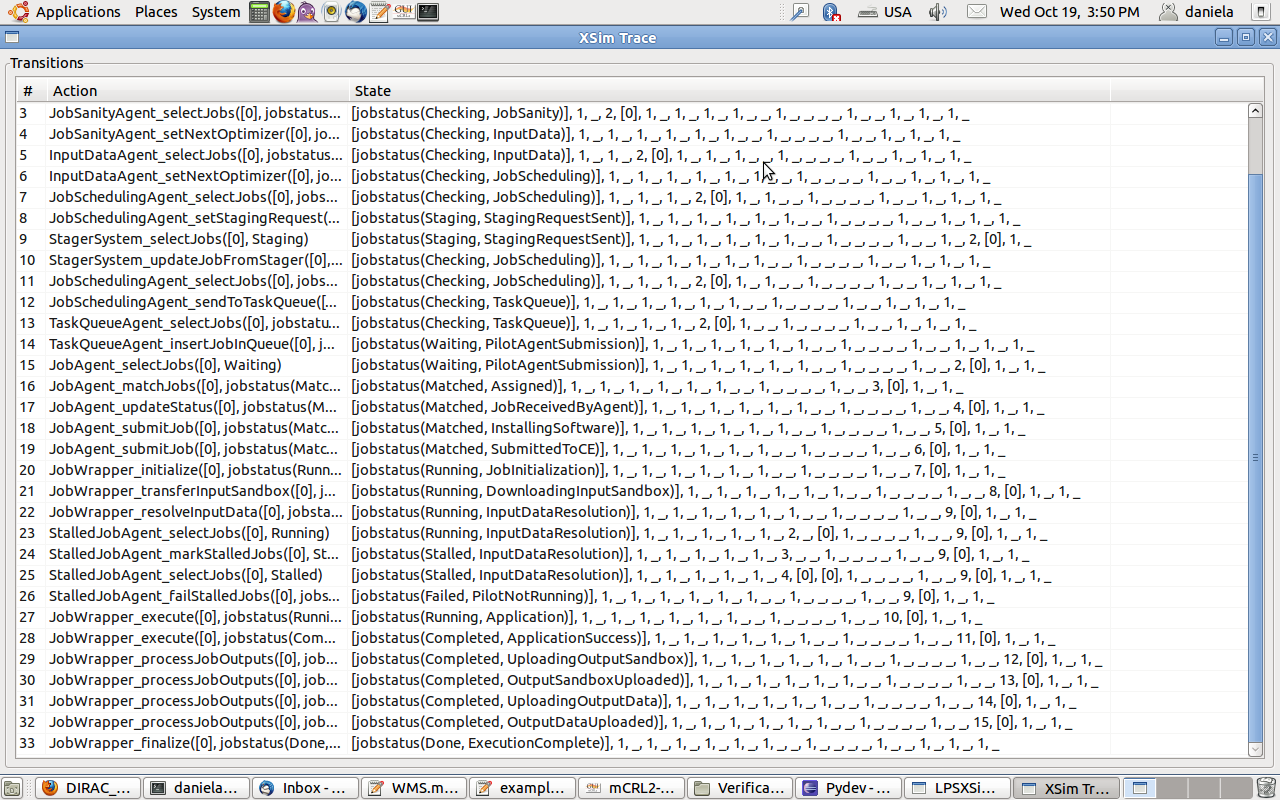 Applications Places System USA Wed Oct 19, 3:50 PM daniela
XSim Trace
Transitions
# Action State
3 JobSanityAgent_selectJobs([0], jobstatus... [jobstatus(Checking, JobSanity)], 1, _, 2, [0], 1, _, 1, _, 1, _, 1, _, _, 1, _, _, _, _, 1, _, _, 1, _, 1, _, 1, _
4 JobSanityAgent_setNextOptimizer([0], jo... [jobstatus(Checking, InputData)], 1, _, 1, _, 1, _, 1, _, 1, _, 1, _, _, 1, _, _, _, _, 1, _, _, 1, _, 1, _, 1, _
5 InputDataAgent_selectJobs([0], jobstatus... [jobstatus(Checking, InputData)], 1, _, 1, _, 2, [0], 1, _, 1, _, 1, _, _, 1, _, _, _, _, 1, _, _, 1, _, 1, _, 1, _
6 InputDataAgent_setNextOptimizer([0], jo... [jobstatus(Checking, JobScheduling)], 1, _, 1, _, 1, _, 1, _, 1, _, 1, _, _, 1, _, _, _, _, 1, _, _, 1, _, 1, _, 1, _
7 JobSchedulingAgent_selectJobs([0], jobs... [jobstatus(Checking, JobScheduling)], 1, _, 1, _, 1, _, 2, [0], 1, _, 1, _, _, 1, _, _, _, _, 1, _, _, 1, _, 1, _, 1, _
8 JobSchedulingAgent_setStagingRequest(... [jobstatus(Staging, StagingRequestSent)], 1, _, 1, _, 1, _, 1, _, 1, _, 1, _, _, 1, _, _, _, _, 1, _, _, 1, _, 1, _, 1, _
9 StagerSystem_selectJobs([0], Staging) [jobstatus(Staging, StagingRequestSent)], 1, _, 1, _, 1, _, 1, _, 1, _, 1, _, _, 1, _, _, _, _, 1, _, _, 1, _, 2, [0], 1, _
10 StagerSystem_updateJobFromStager([0],... [jobstatus(Checking, JobScheduling)], 1, _, 1, _, 1, _, 1, _, 1, _, 1, _, _, 1, _, _, _, _, 1, _, _, 1, _, 1, _, 1, _
11 JobSchedulingAgent_selectJobs([0], jobs... [jobstatus(Checking, JobScheduling)], 1, _, 1, _, 1, _, 2, [0], 1, _, 1, _, _, 1, _, _, _, _, 1, _, _, 1, _, 1, _, 1, _
12 JobSchedulingAgent_sendToTaskQueue([... [jobstatus(Checking, TaskQueue)], 1, _, 1, _, 1, _, 1, _, 1, _, 1, _, _, 1, _, _, _, _, 1, _, _, 1, _, 1, _, 1, _
13 TaskQueueAgent_selectJobs([0], jobstatu... [jobstatus(Checking, TaskQueue)], 1, _, 1, _, 1, _, 1, _, 2, [0], 1, _, _, 1, _, _, _, _, 1, _, _, 1, _, 1, _, 1, _
14 TaskQueueAgent_insertJobInQueue([0], j... [jobstatus(Waiting, PilotAgentSubmission)], 1, _, 1, _, 1, _, 1, _, 1, _, 1, _, _, 1, _, _, _, _, 1, _, _, 1, _, 1, _, 1, _
15 JobAgent_selectJobs([0], Waiting) [jobstatus(Waiting, PilotAgentSubmission)], 1, _, 1, _, 1, _, 1, _, 1, _, 1, _, _, 1, _, _, _, _, 1, _, _, 2, [0], 1, _, 1, _
16 JobAgent_matchJobs([0], jobstatus(Matc... [jobstatus(Matched, Assigned)], 1, _, 1, _, 1, _, 1, _, 1, _, 1, _, _, 1, _, _, _, _, 1, _, _, 3, [0], 1, _, 1, _
17 JobAgent_updateStatus([0], jobstatus(M... [jobstatus(Matched, JobReceivedByAgent)], 1, _, 1, _, 1, _, 1, _, 1, _, 1, _, _, 1, _, _, _, _, 1, _, _, 4, [0], 1, _, 1, _
18 JobAgent_submitJob([0], jobstatus(Matc... [jobstatus(Matched, InstallingSoftware)], 1, _, 1, _, 1, _, 1, _, 1, _, 1, _, _, 1, _, _, _, _, 1, _, _, 5, [0], 1, _, 1, _
19 JobAgent_submitJob([0], jobstatus(Matc... [jobstatus(Matched, SubmittedToCE)], 1, _, 1, _, 1, _, 1, _, 1, _, 1, _, _, 1, _, _, _, _, 1, _, _, 6, [0], 1, _, 1, _
20 JobWrapper_initialize([0], jobstatus(Runn... [jobstatus(Running, JobInitialization)], 1, _, 1, _, 1, _, 1, _, 1, _, 1, _, _, 1, _, _, _, _, 1, _, _, 7, [0], 1, _, 1, _
21 JobWrapper_transferInputSandbox([0], j... [jobstatus(Running, DownloadingInputSandbox)], 1, _, 1, _, 1, _, 1, _, 1, _, 1, _, _, 1, _, _, _, _, 1, _, _, 8, [0], 1, _, 1, _
22 JobWrapper_resolveInputData([0], jobsta... [jobstatus(Running, InputDataResolution)], 1, _, 1, _, 1, _, 1, _, 1, _, 1, _, _, 1, _, _, _, _, 1, _, _, 9, [0], 1, _, 1, _
23 StalledJobAgent_selectJobs([0], Running) [jobstatus(Running, InputDataResolution)], 1, _, 1, _, 1, _, 1, _, 1, _, 2, _, [0], 1, _, _, _, _, 1, _, _, 9, [0], 1, _, 1, _
24 StalledJobAgent_markStalledJobs([0], St... [jobstatus(Stalled, InputDataResolution)], 1, _, 1, _, 1, _, 1, _, 1, _, 3, _, _, 1, _, _, _, _, 1, _, _, 9, [0], 1, _, 1, _
25 StalledJobAgent_selectJobs([0], Stalled) [jobstatus(Stalled, InputDataResolution)], 1, _, 1, _, 1, _, 1, _, 1, _, 4, [0], [0], 1, _, _, _, _, 1, _, _, 9, [0], 1, _, 1, _
26 StalledJobAgent_failStalledJobs([0], jobs... [jobstatus(Failed, PilotNotRunning)], 1, _, 1, _, 1, _, 1, _, 1, _, 1, _, _, 1, _, _, _, _, 1, _, _, 9, [0], 1, _, 1, _
27 JobWrapper_execute([0], jobstatus(Runni... [jobstatus(Running, Application)], 1, _, 1, _, 1, _, 1, _, 1, _, 1, _, _, 1, _, _, _, _, 1, _, _, 10, [0], 1, _, 1, _
28 JobWrapper_execute([0], jobstatus(Com... [jobstatus(Completed, ApplicationSuccess)], 1, _, 1, _, 1, _, 1, _, 1, _, 1, _, _, 1, _, _, _, _, 1, _, _, 11, [0], 1, _, 1, _
29 JobWrapper_processJobOutputs([0], job... [jobstatus(Completed, UploadingOutputSandbox)], 1, _, 1, _, 1, _, 1, _, 1, _, 1, _, _, 1, _, _, _, _, 1, _, _, 12, [0], 1, _, 1, _
30 JobWrapper_processJobOutputs([0], job... [jobstatus(Completed, OutputSandboxUploaded)], 1, _, 1, _, 1, _, 1, _, 1, _, 1, _, _, 1, _, _, _, _, 1, _, _, 13, [0], 1, _, 1, _
31 JobWrapper_processJobOutputs([0], job... [jobstatus(Completed, UploadingOutputData)], 1, _, 1, _, 1, _, 1, _, 1, _, 1, _, _, 1, _, _, _, _, 1, _, _, 14, [0], 1, _, 1, _
32 JobWrapper_processJobOutputs([0], job... [jobstatus(Completed, OutputDataUploaded)], 1, _, 1, _, 1, _, 1, _, 1, _, 1, _, _, 1, _, _, _, _, 1, _, _, 15, [0], 1, _, 1, _
33 JobWrapper_finalize([0], jobstatus(Done,... [jobstatus(Done, ExecutionComplete)], 1, _, 1, _, 1, _, 1, _, 1, _, 1, _, _, 1, _, _, _, _, 1, _, _, 1, _, 1, _, 1, _
DIRAC_... daniela... Inbox - ... WMS.m... exampl... mCRL2-... Verifica... Pydev -... LPSXSi... XSim Tr...